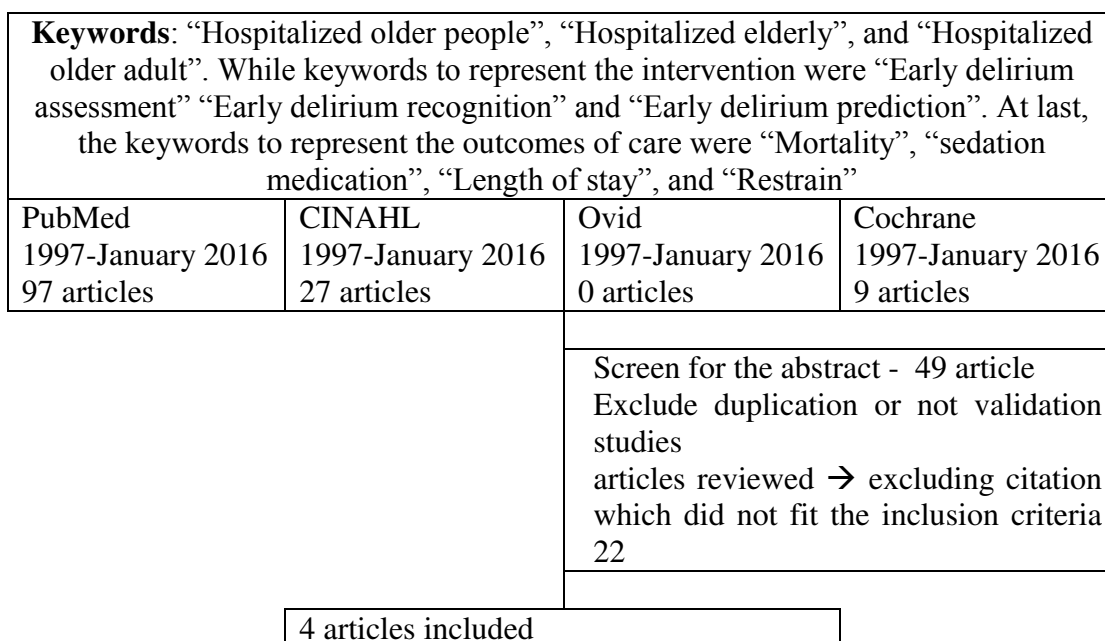 Keywords: “Hospitalized older people”, “Hospitalized elderly”, and “Hospitalized
older adult”. While keywords to represent the intervention were “Early delirium
assessment” “Early delirium recognition” and “Early delirium prediction”. At last,
the keywords to represent the outcomes of care were “Mortality”, “sedation
medication”, “Length of stay”, and “Restrain”
PubMed
1997-January 2016
97 articles
CINAHL
1997-January 2016
27 articles
Ovid
1997-January 2016
0 articles
Cochrane
1997-January 2016
9 articles
Screen for the abstract - 49 article
Exclude duplication or not validation
studies
articles reviewed → excluding citation
which did not fit the inclusion criteria
22
4 articles included